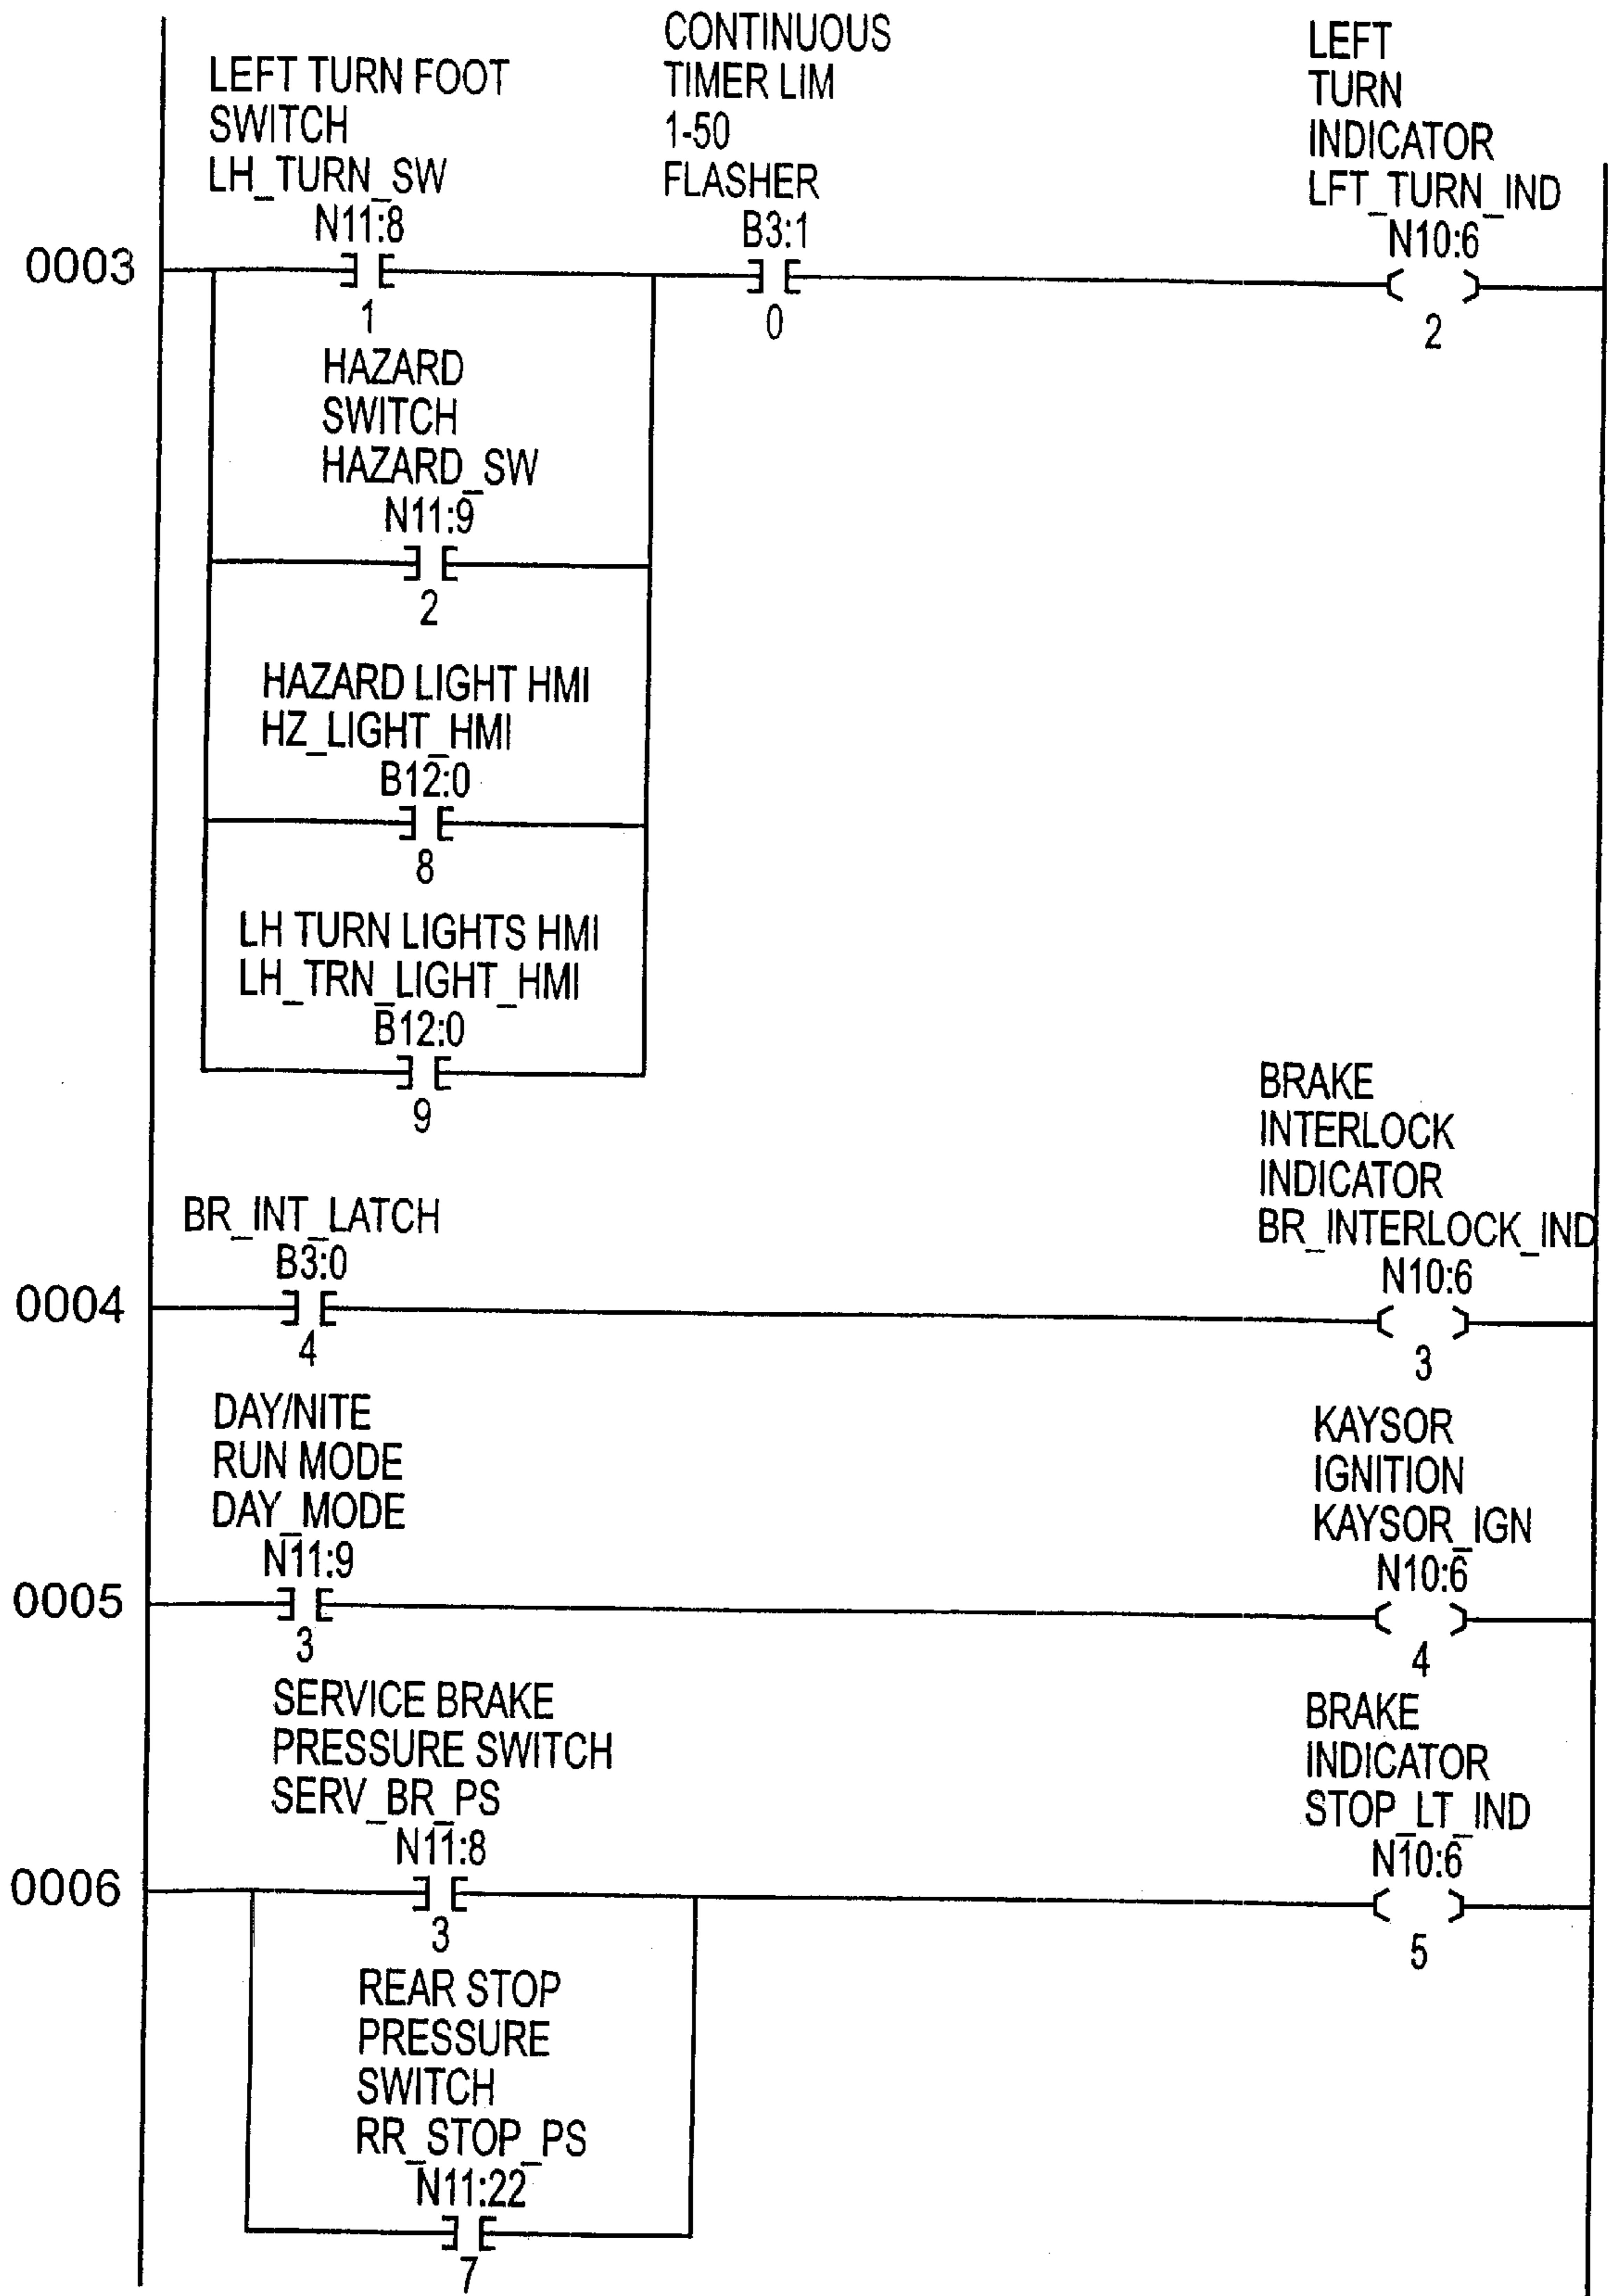 CONTINUOUS
TIMER LIM
1-50
FLASHER
B3:1
0
LEFT
TURN
INDICATOR
LFT_TURN_IND
N10:6
2
LEFT TURN FOOT
SWITCH
LH_TURN_SW
N11:8
1
0003
HAZARD
SWITCH
HAZARD_SW
N11:9
2
HAZARD LIGHT HMI
HZ_LIGHT_HMI
B12:0
8
LH TURN LIGHTS HMI
LH_TRN_LIGHT_HMI
B12:0
9
BR_INT_LATCH
B3:0
4
0004
BRAKE
INTERLOCK
INDICATOR
BR_INTERLOCK_IND
N10:6
3
DAY/NITE
RUN MODE
DAY_MODE
N11:9
3
0005
KAYSOR
IGNITION
KAYSOR_IGN
N10:6
4
SERVICE BRAKE
PRESSURE SWITCH
SERV_BR_PS
N11:8
3
0006
BRAKE
INDICATOR
STOP_LT_IND
N10:6
5
REAR STOP
PRESSURE
SWITCH
RR_STOP_PS
N11:22
7